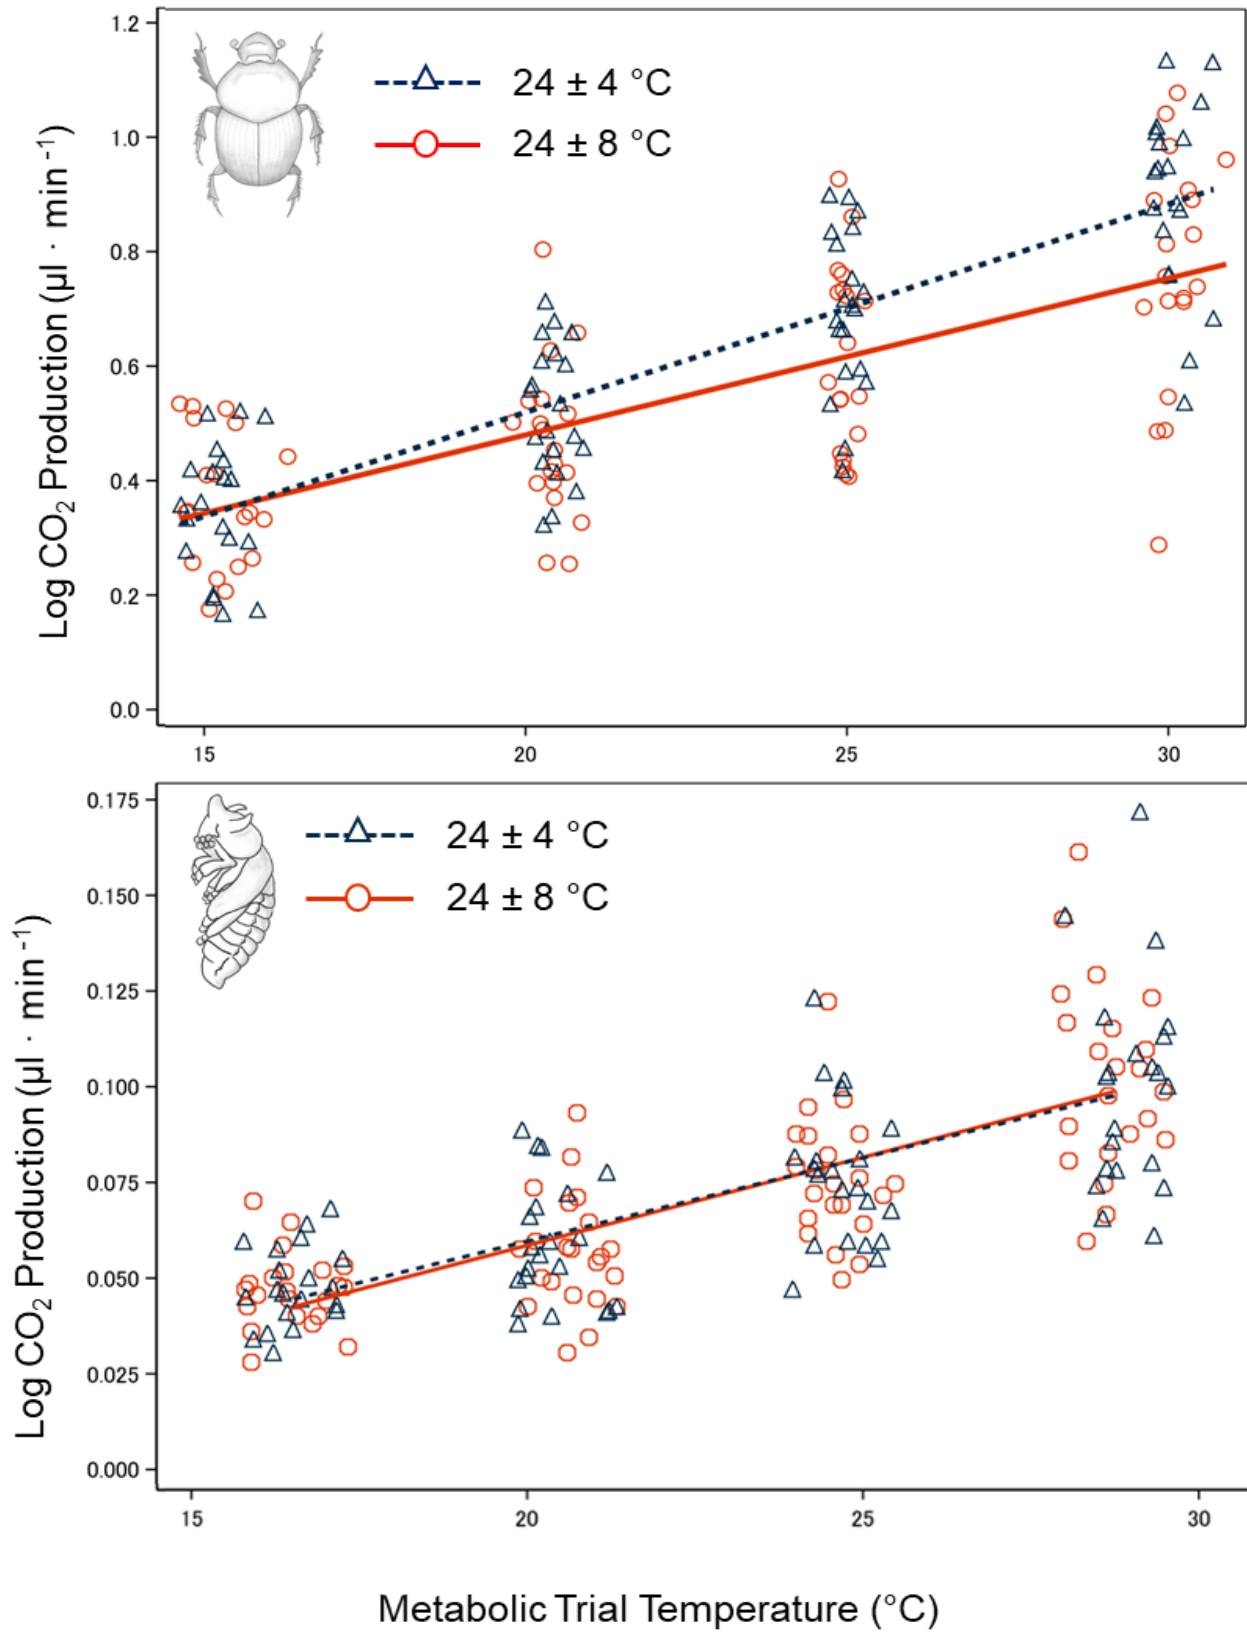 1.2
1.0
0.8
0.6
0.4
0.2
0.0
Log CO₂ Production (µl · min⁻¹)
24 ± 4 °C
24 ± 8 °C
15 20 25 30
0.175
0.150
0.125
0.100
0.075
0.050
0.025
0.000
Log CO₂ Production (µl · min⁻¹)
24 ± 4 °C
24 ± 8 °C
15 20 25 30
Metabolic Trial Temperature (°C)